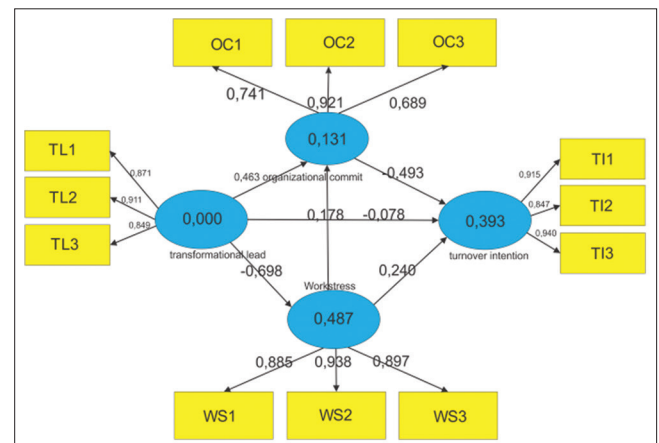 OC1 OC2 OC3
0,741 0,921 0,689
0,131
TL1
TL2
TL3
0,871
0,911
0,849
0,463 organizational commit
-0,493
0,000
transformational lead
0,178 -0,078
0,393
turnover intention
0,915
0,847
0,940
TI1
TI2
TI3
-0,698
0,240
Workstress
0,487
0,885 0,938 0,897
WS1 WS2 WS3